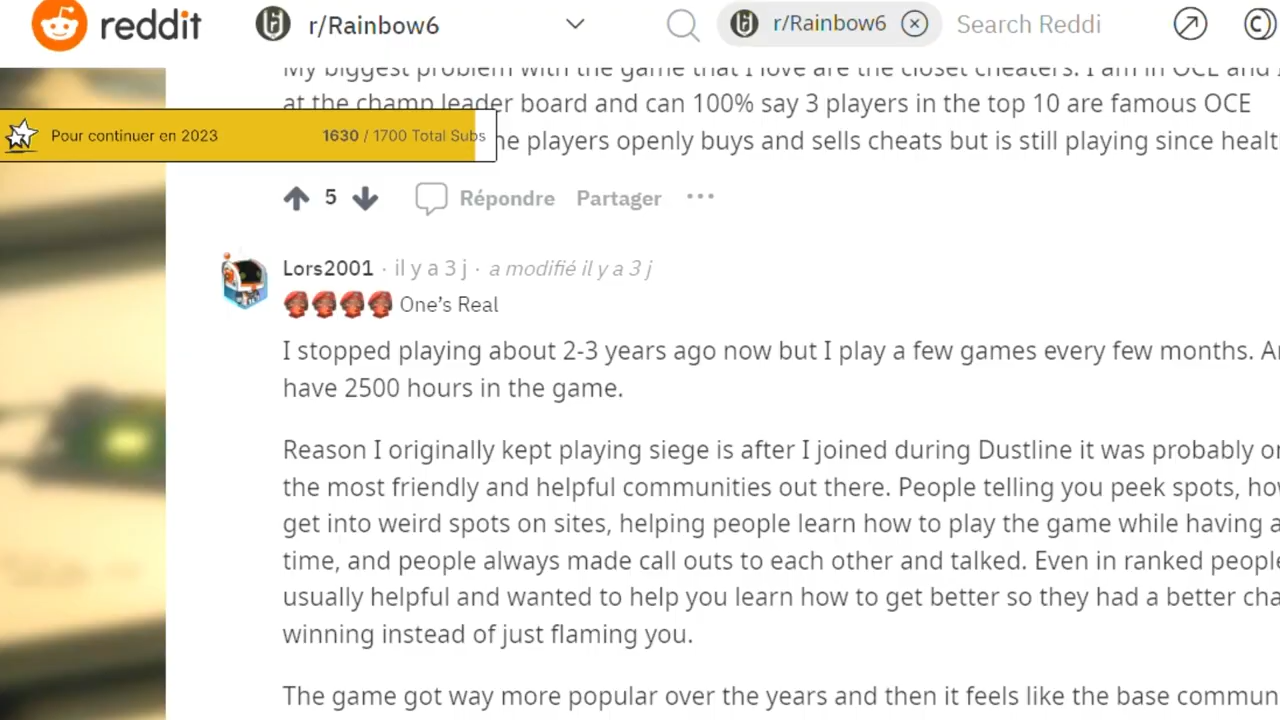 reddit r/Rainbow6 r/Rainbow6 Search Reddi
My biggest problem with the game that I love are the closet cheaters. I am in OCE and
at the champ leader board and can 100% say 3 players in the top 10 are famous OCE
Pour continuer en 2023 1630 / 1700 Total Subs
he players openly buys and sells cheats but is still playing since healt
5 Répondre Partager ...
Lors2001 · il y a 3 j · a modifié il y a 3 j
One's Real
I stopped playing about 2-3 years ago now but I play a few games every few months. A
have 2500 hours in the game.
Reason I originally kept playing siege is after I joined during Dustline it was probably o
the most friendly and helpful communities out there. People telling you peek spots, ho
get into weird spots on sites, helping people learn how to play the game while having a
time, and people always made call outs to each other and talked. Even in ranked people
usually helpful and wanted to help you learn how to get better so they had a better cha
winning instead of just flaming you.
The game got way more popular over the years and then it feels like the base commun